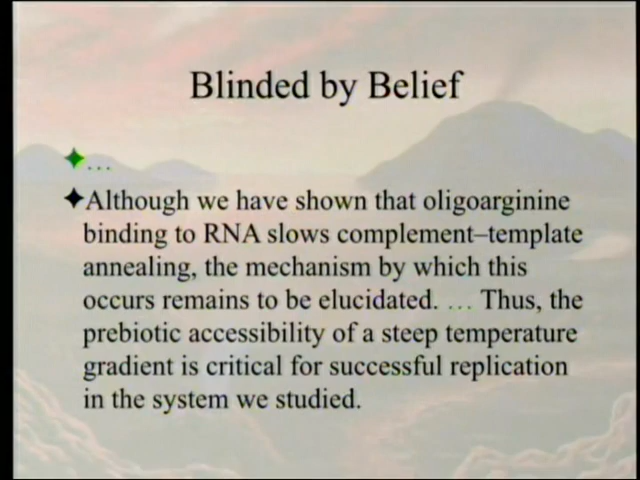 Blinded by Belief
…
Although we have shown that oligoarginine
binding to RNA slows complement–template
annealing, the mechanism by which this
occurs remains to be elucidated. … Thus, the
prebiotic accessibility of a steep temperature
gradient is critical for successful replication
in the system we studied.